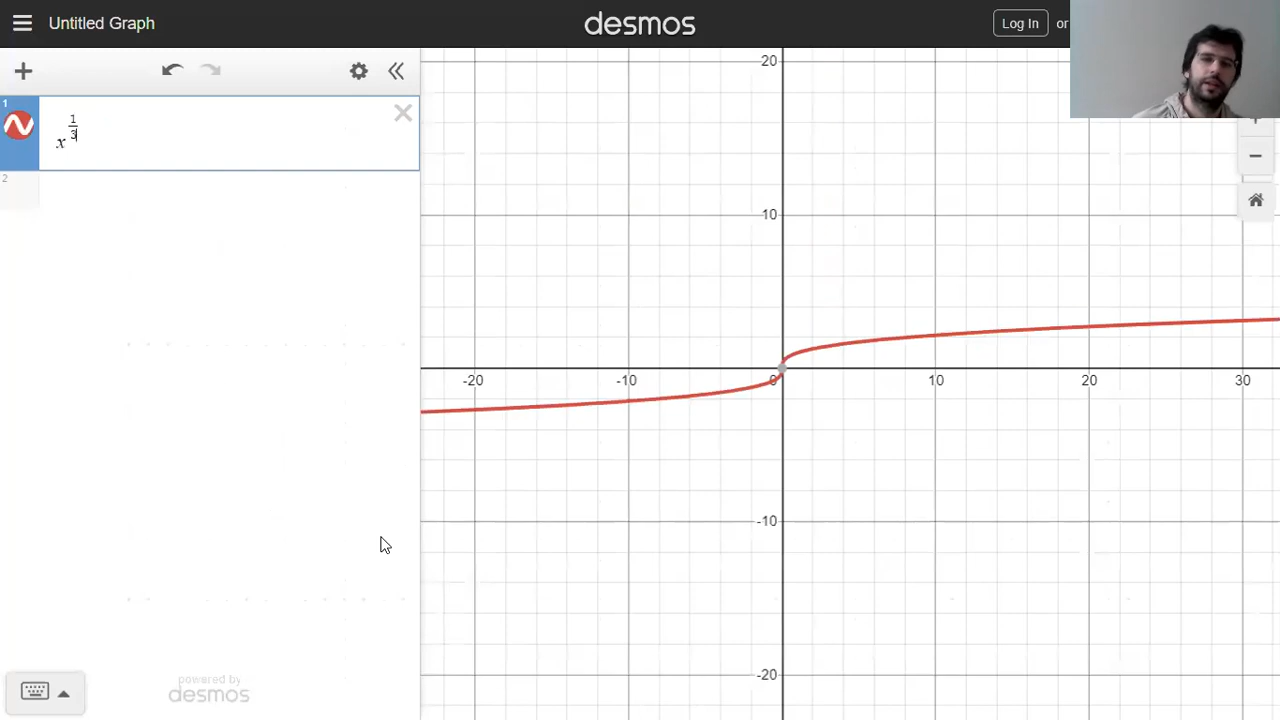 Untitled Graph
desmos
Log In or
1
x^{\frac{1}{3}}
2
20
10
-20 -10 0 10 20 30
-10
-20
powered by
desmos